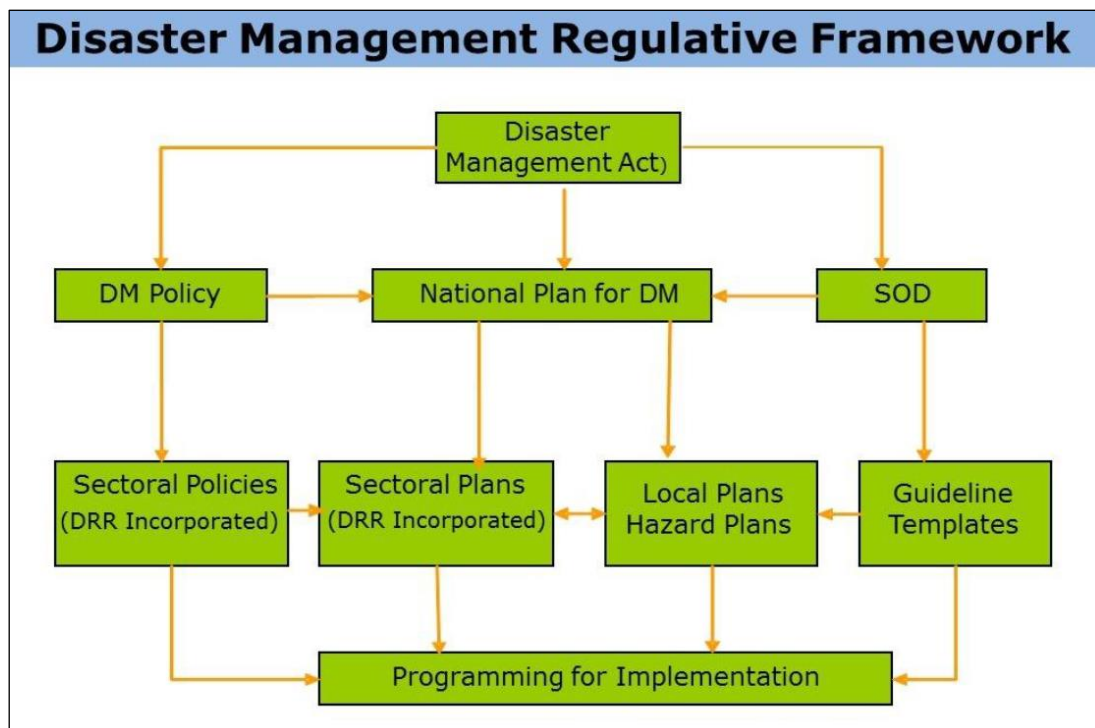 Disaster Management Regulative Framework
Disaster
Management Act)
DM Policy
National Plan for DM
SOD
Sectoral Policies
(DRR Incorporated)
Sectoral Plans
(DRR Incorporated)
Local Plans
Hazard Plans
Guideline
Templates
Programming for Implementation